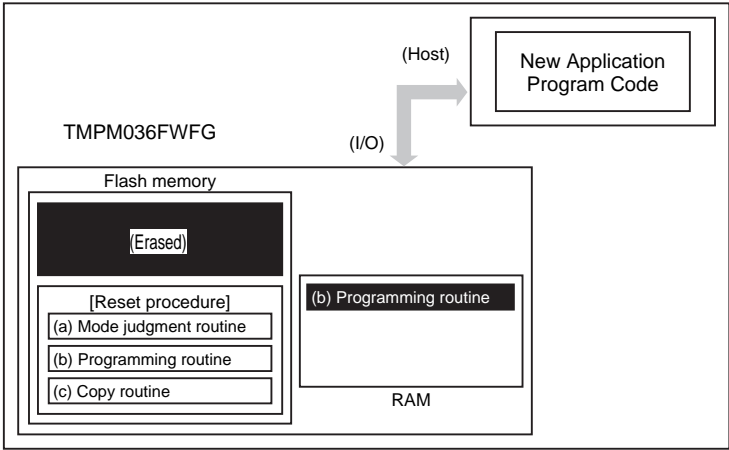 (Host)
New Application
Program Code
TMPM036FWFG
(I/O)
Flash memory
(Erased)
[Reset procedure]
(a) Mode judgment routine
(b) Programming routine
(c) Copy routine
(b) Programming routine
RAM